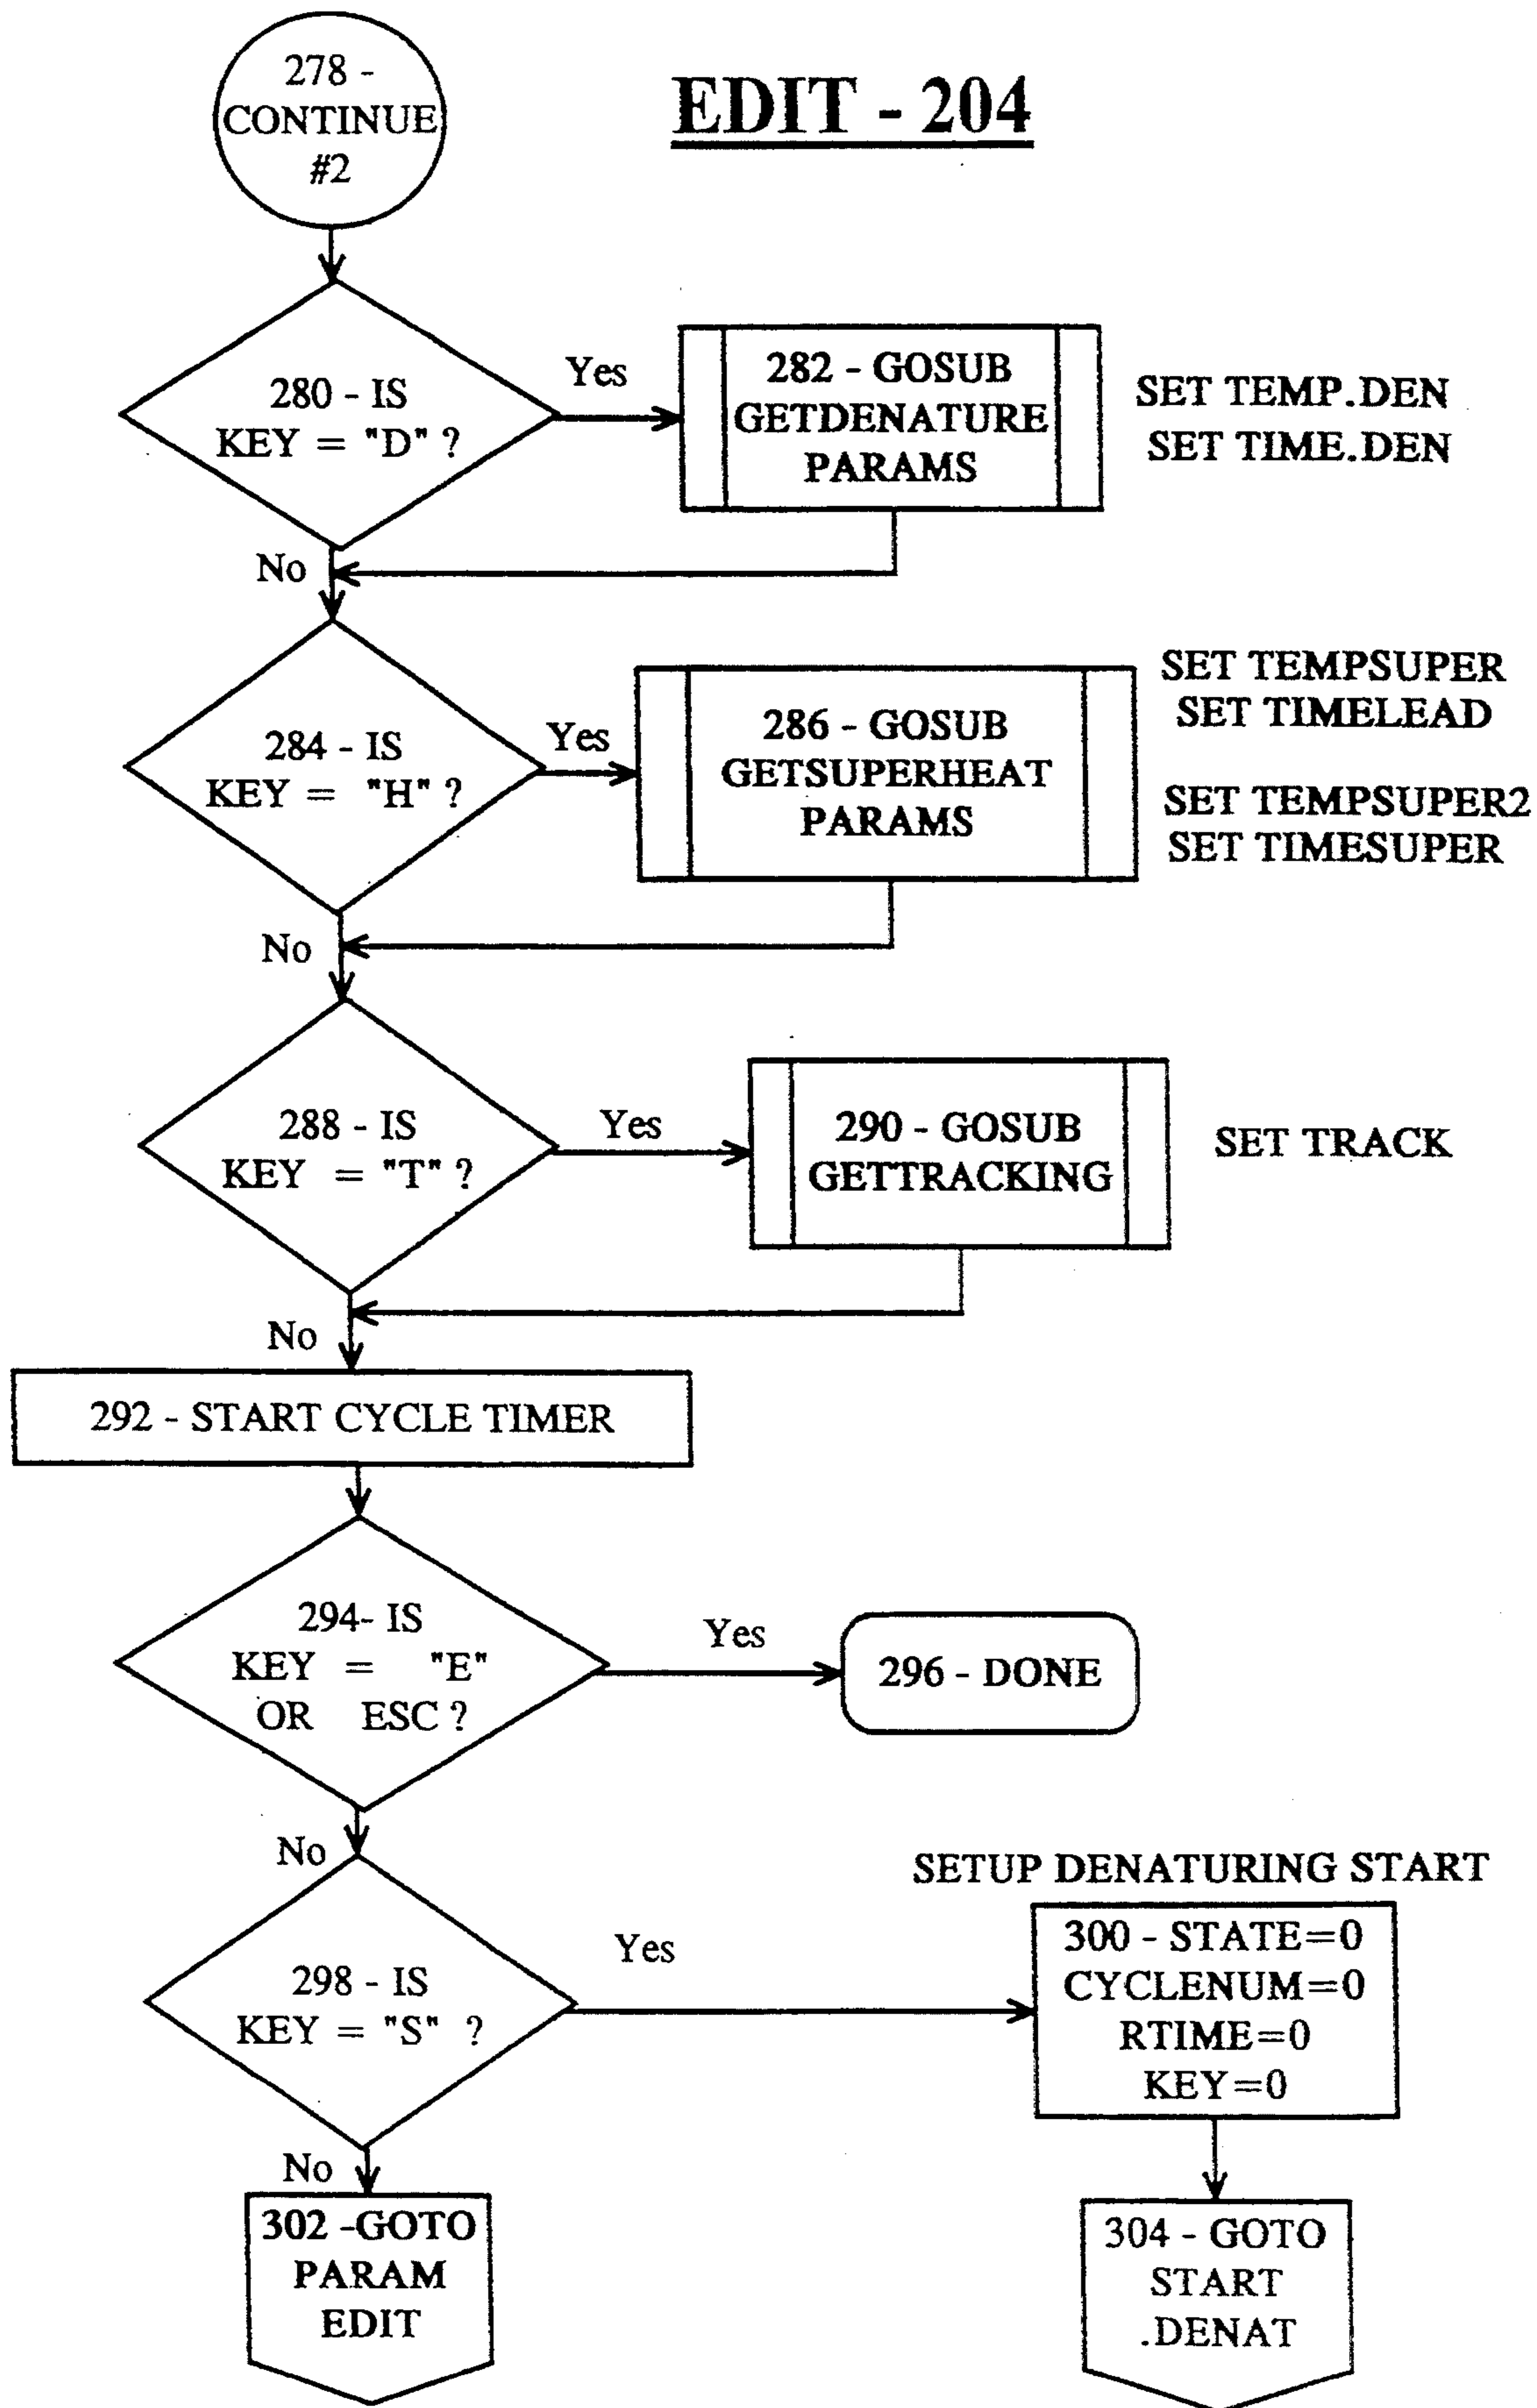 278 -
CONTINUE
#2
EDIT - 204
280 - IS
KEY = "D" ?
Yes
282 - GOSUB
GETDENATURE
PARAMS
SET TEMP.DEN
SET TIME.DEN
No
284 - IS
KEY = "H" ?
Yes
286 - GOSUB
GETSUPERHEAT
PARAMS
SET TEMPSUPER
SET TIMELEAD
SET TEMPSUPER2
SET TIMESUPER
No
288 - IS
KEY = "T" ?
Yes
290 - GOSUB
GETTRACKING
SET TRACK
No
292 - START CYCLE TIMER
294- IS
KEY = "E"
OR ESC ?
Yes
296 - DONE
No
298 - IS
KEY = "S" ?
Yes
SETUP DENATURING START
300 - STATE=0
CYCLENUM=0
RTIME=0
KEY=0
No
302 -GOTO
PARAM
EDIT
304 - GOTO
START
.DENAT